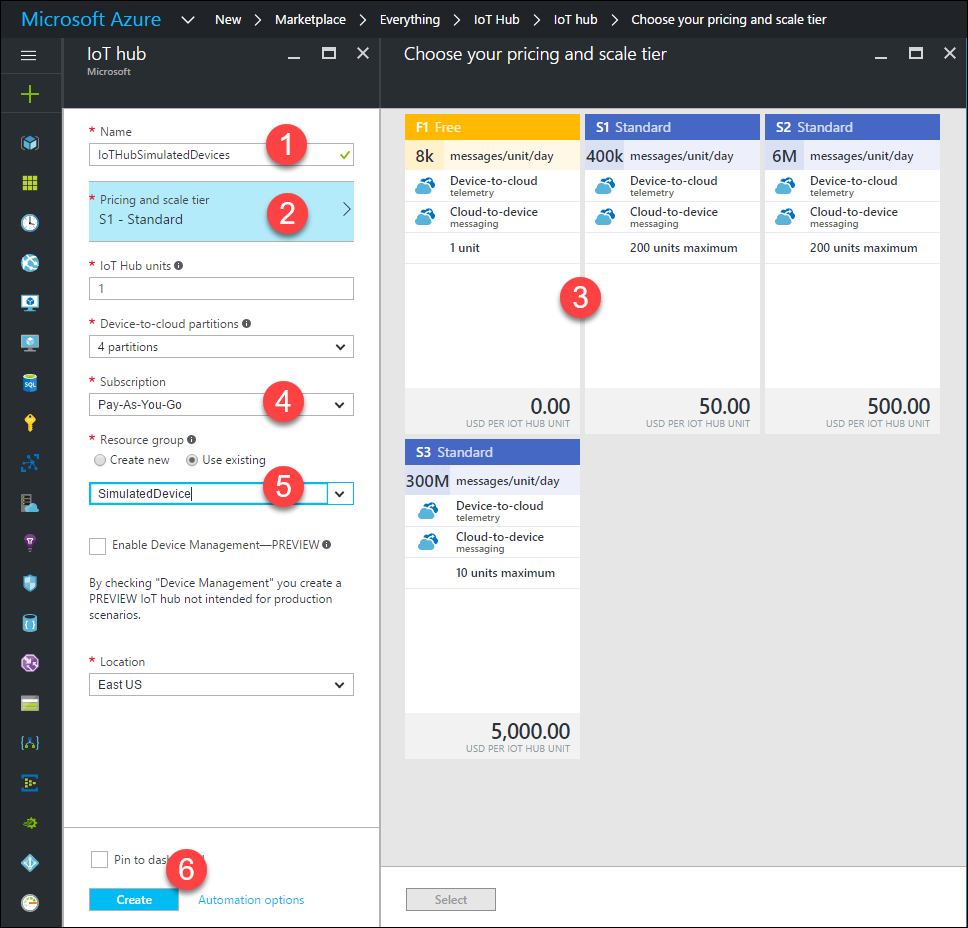 Microsoft Azure New > Marketplace > Everything > IoT Hub > IoT hub > Choose your pricing and scale tier
IoT hub
Microsoft
* Name
1
IoTHubSimulatedDevices
* Pricing and scale tier
2
S1 - Standard
* IoT Hub units
1
* Device-to-cloud partitions
4 partitions
* Subscription
4
Pay-As-You-Go
* Resource group
Create new Use existing
5
SimulatedDevice
Enable Device Management—PREVIEW
By checking "Device Management" you create a
PREVIEW IoT hub not intended for production
scenarios.
* Location
East US
Pin to
6
Create Automation options
Choose your pricing and scale tier
F1 Free
8k messages/unit/day
Device-to-cloud
telemetry
Cloud-to-device
messaging
1 unit
0.00
USD PER IOT HUB UNIT
3
S1 Standard
400k messages/unit/day
Device-to-cloud
telemetry
Cloud-to-device
messaging
200 units maximum
50.00
USD PER IOT HUB UNIT
S2 Standard
6M messages/unit/day
Device-to-cloud
telemetry
Cloud-to-device
messaging
200 units maximum
500.00
USD PER IOT HUB UNIT
S3 Standard
300M messages/unit/day
Device-to-cloud
telemetry
Cloud-to-device
messaging
10 units maximum
5,000.00
USD PER IOT HUB UNIT
Select
SQL